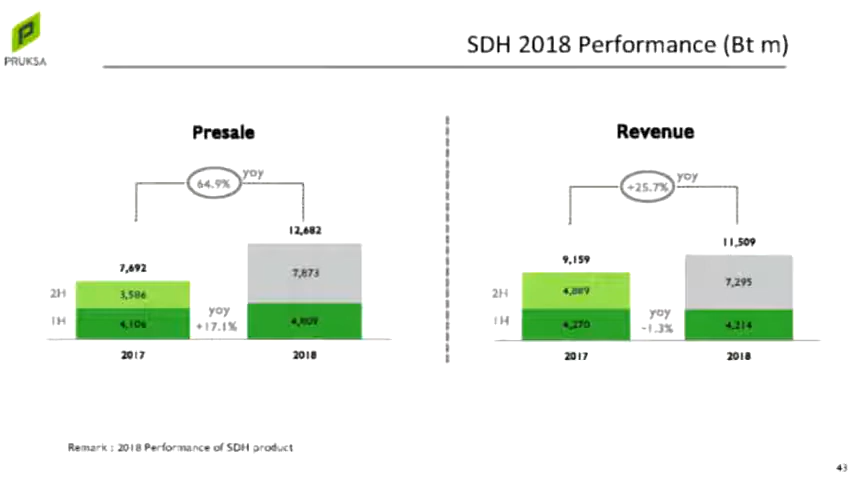 PRUKSA
SDH 2018 Performance (Bt m)
Presale
64.9% yoy
12,682
7,692
7,873
2H 3,586
yoy
1H 4,106 +17.1% 4,809
2017 2018
Revenue
+25.7% yoy
11,509
9,159
7,295
2H 4,889
yoy
1H 4,270 -1.3% 4,214
2017 2018
Remark : 2018 Performance of SDH product
43